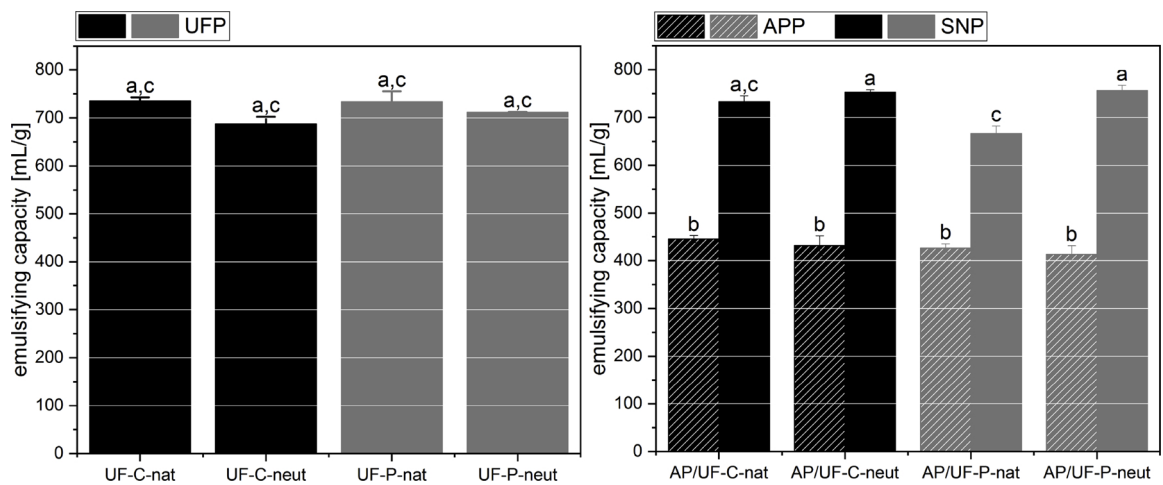 UFP
emulsifying capacity [mL/g]
800
700
600
500
400
300
200
100
0
a,c
a,c
a,c
a,c
UF-C-nat
UF-C-neut
UF-P-nat
UF-P-neut
APP
SNP
emulsifying capacity [mL/g]
800
700
600
500
400
300
200
100
0
b
a,c
b
a
b
c
b
a
AP/UF-C-nat
AP/UF-C-neut
AP/UF-P-nat
AP/UF-P-neut